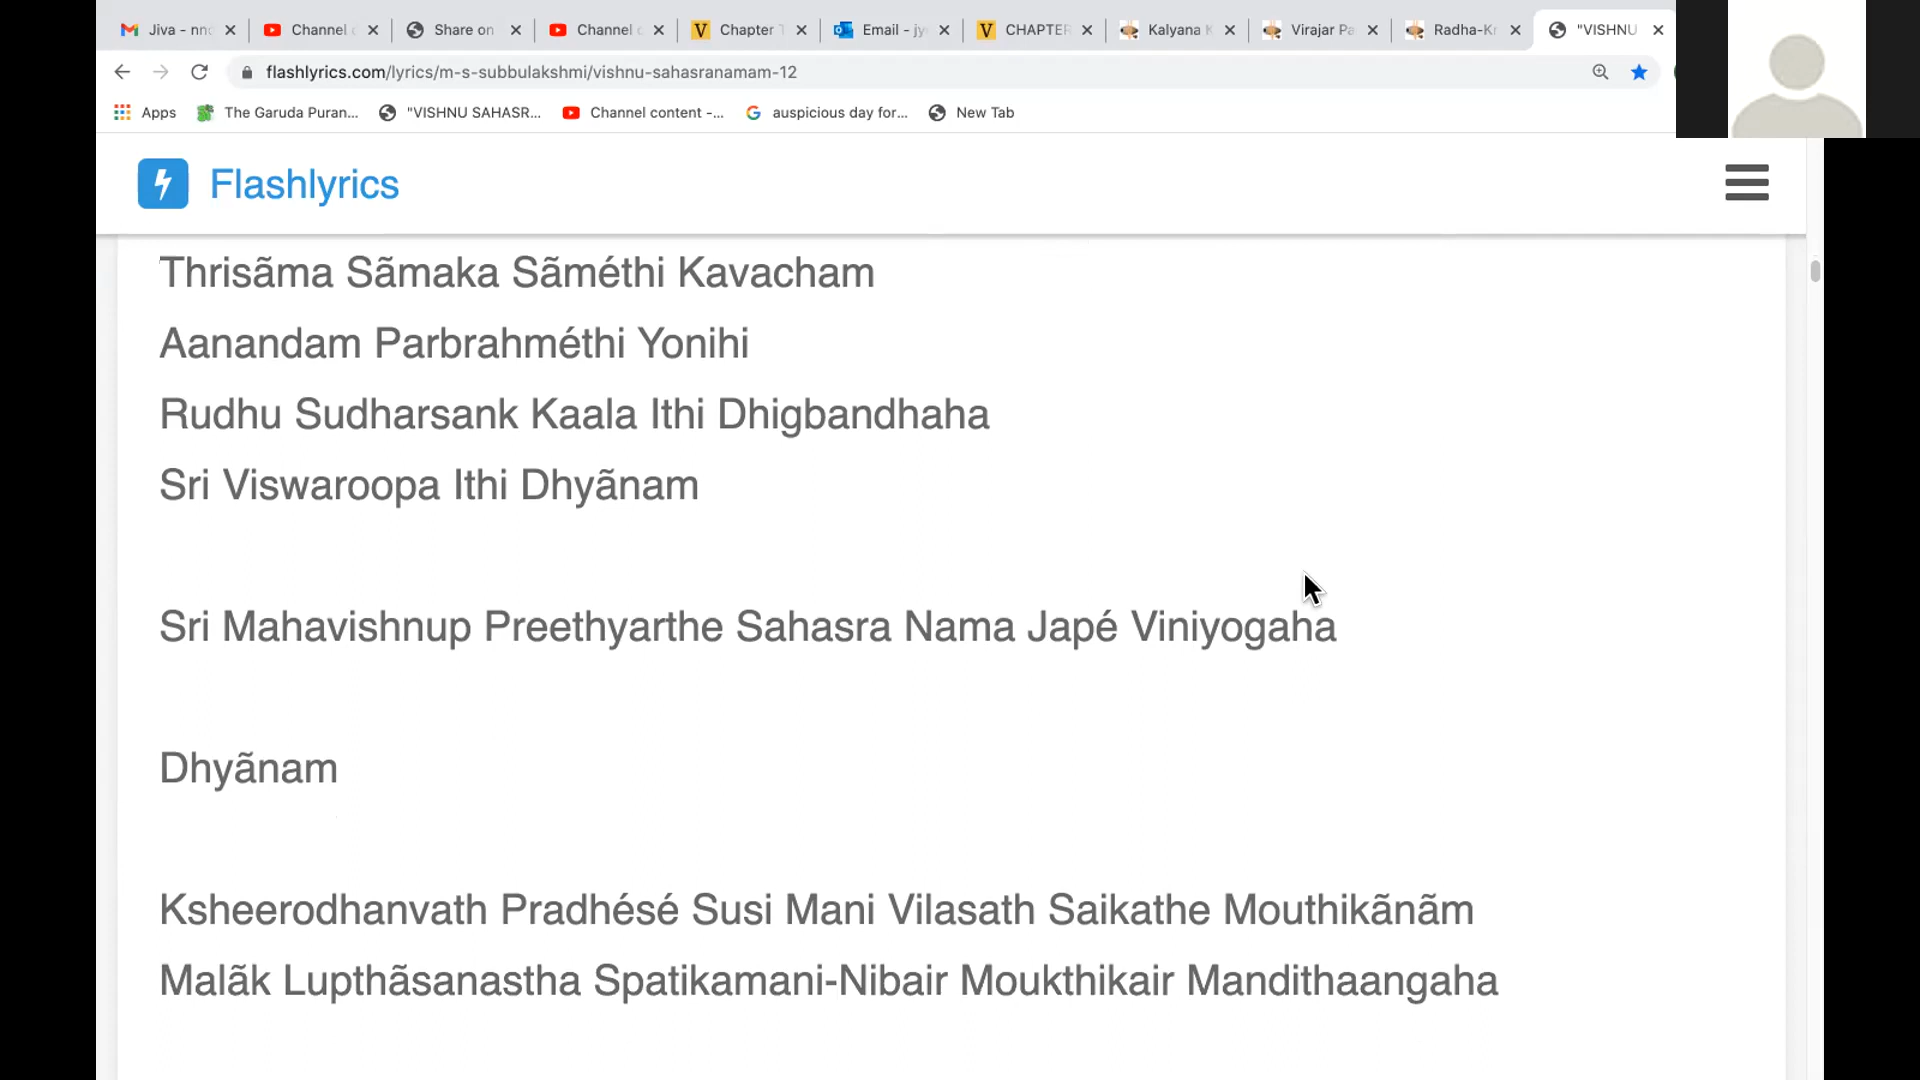 Jiva - nnd
Channel c
Share on
Channel c
Chapter T
Email - jy
CHAPTER
Kalyana K
Virajar Pa
Radha-Kr
"VISHNU
flashlyrics.com/lyrics/m-s-subbulakshmi/vishnu-sahasranamam-12
Apps
The Garuda Puran...
"VISHNU SAHASR...
Channel content -...
auspicious day for...
New Tab
Flashlyrics
Thrisãma Sãmaka Sãméthi Kavacham
Aanandam Parbrahméthi Yonihi
Rudhu Sudharsank Kaala Ithi Dhigbandhaha
Sri Viswaroopa Ithi Dhyãnam
Sri Mahavishnup Preethyarthe Sahasra Nama Japé Viniyogaha
Dhyãnam
Ksheerodhanvath Pradhésé Susi Mani Vilasath Saikathe Mouthikãnãm
Malãk Lupthãsanastha Spatikamani-Nibair Moukthikair Mandithaangaha